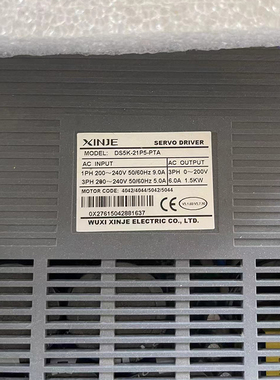 XINJE SERVO DRIVER
MODEL: DS5K-21P5-PTA
AC INPUT AC OUTPUT
1PH 200～240V 50/60Hz 9.0A 3PH 0～200V
3PH 200～240V 50/60Hz 5.0A 6.0A 1.5KW
MOTOR CODE: 4042/4044/5042/5044
0X27615042881637
WUXI XINJE ELECTRIC CO., LTD.